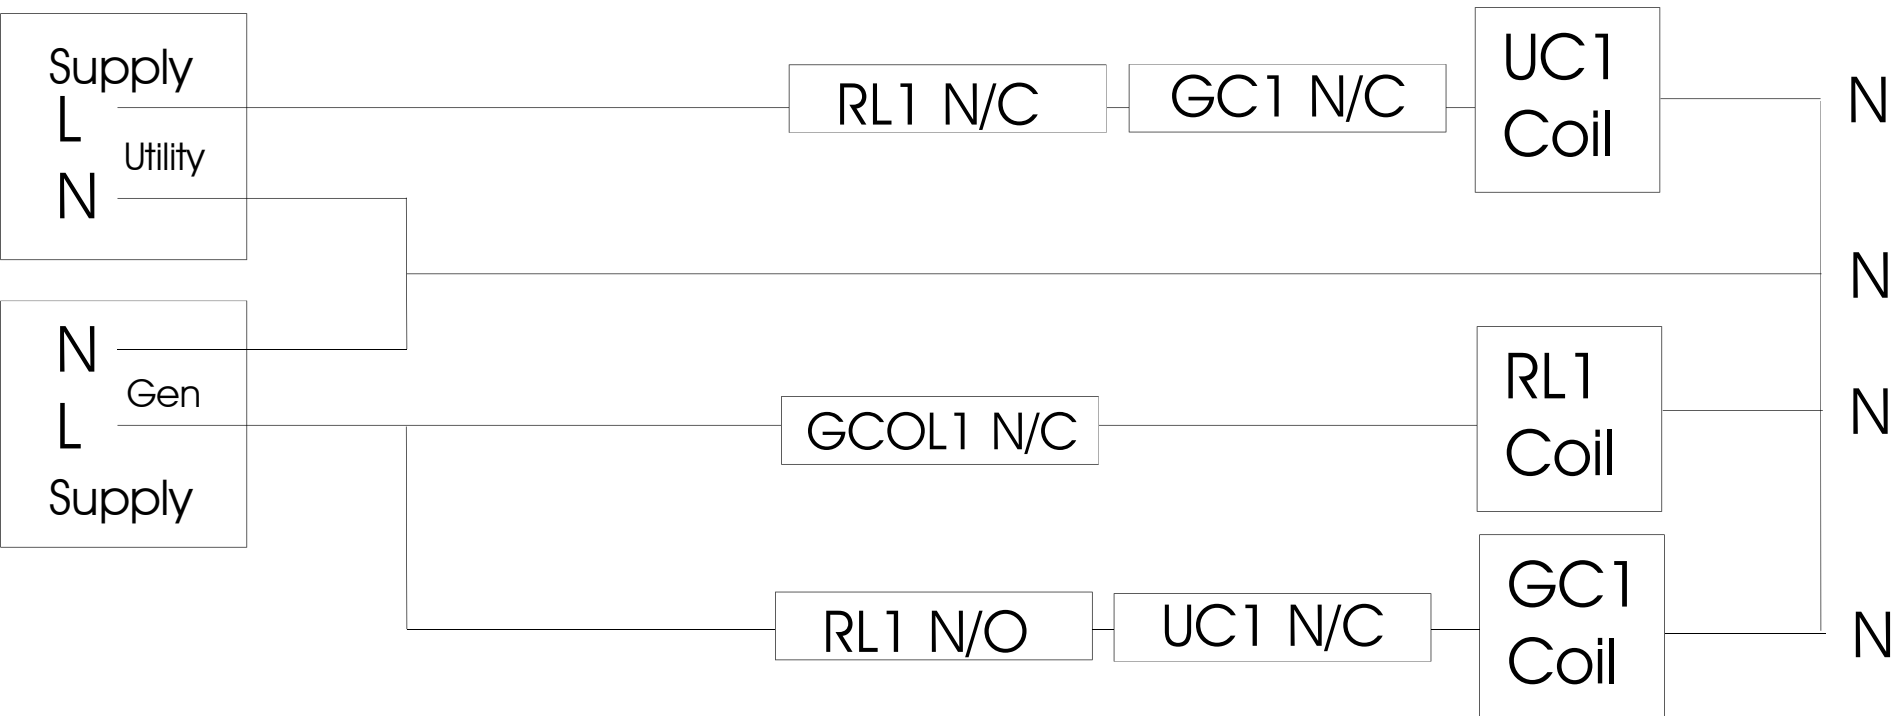 Supply
L
Utility
N
RL1 N/C
GC1 N/C
UC1
Coil
N
N
N
Gen
L
Supply
GCOL1 N/C
RL1
Coil
N
RL1 N/O
UC1 N/C
GC1
Coil
N